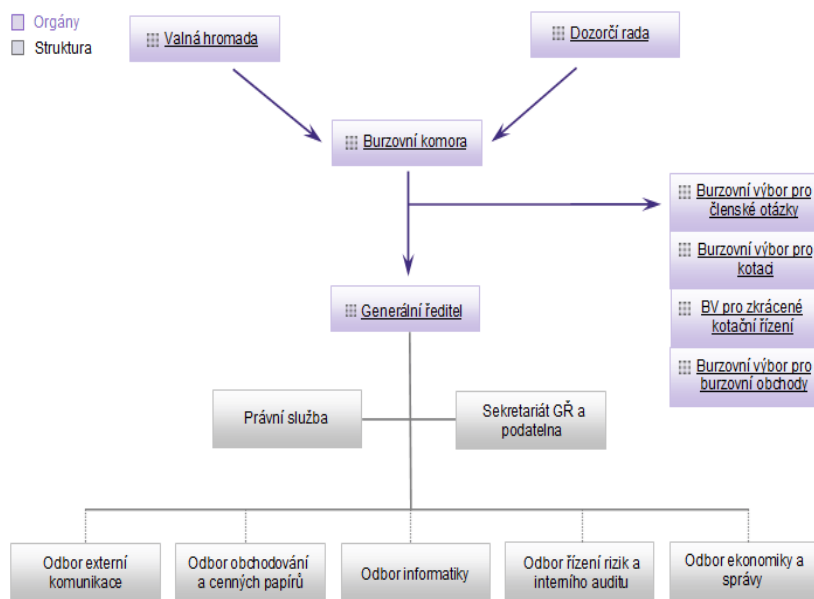 Orgány
Struktura
Valná hromada
Dozorčí rada
Burzovní komora
Burzovní výbor pro
členské otázky
Burzovní výbor pro
kotaci
BV pro zkrácené
kotační řízení
Burzovní výbor pro
burzovní obchody
Generální ředitel
Právní služba
Sekretariát GŘ a
podatelna
Odbor externí
komunikace
Odbor obchodování
a cenných papírů
Odbor informatiky
Odbor řízení rizik a
interního auditu
Odbor ekonomiky a
správy